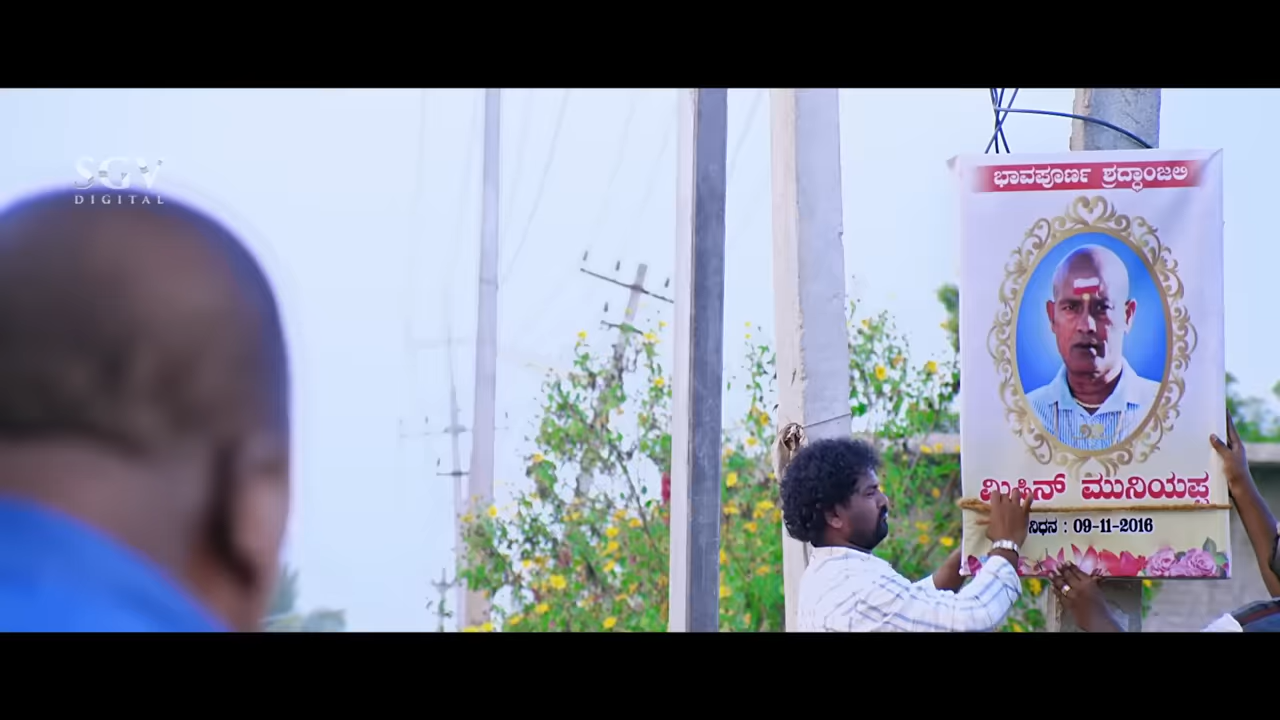 SGV
DIGITAL
ಭಾವಪೂರ್ಣ ಶ್ರದ್ಧಾಂಜಲಿ
ಮಿಷಿನ್ ಮುನಿಯಪ್ಪ
ನಿಧನ : 09-11-2016